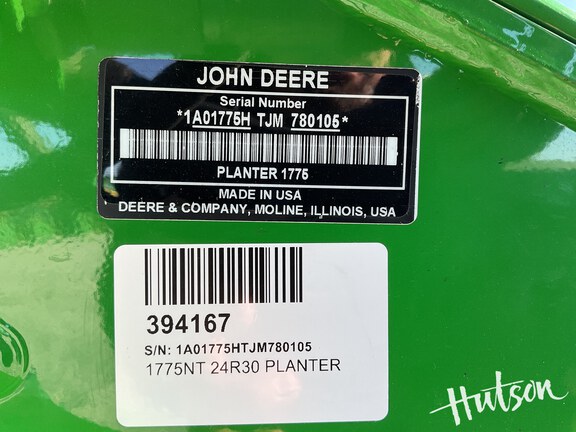 JOHN DEERE
Serial Number
*1A01775H TJM 780105*
PLANTER 1775
MADE IN USA
DEERE & COMPANY, MOLINE, ILLINOIS, USA
394167
S/N: 1A01775HTJM780105
1775NT 24R30 PLANTER
Hutson